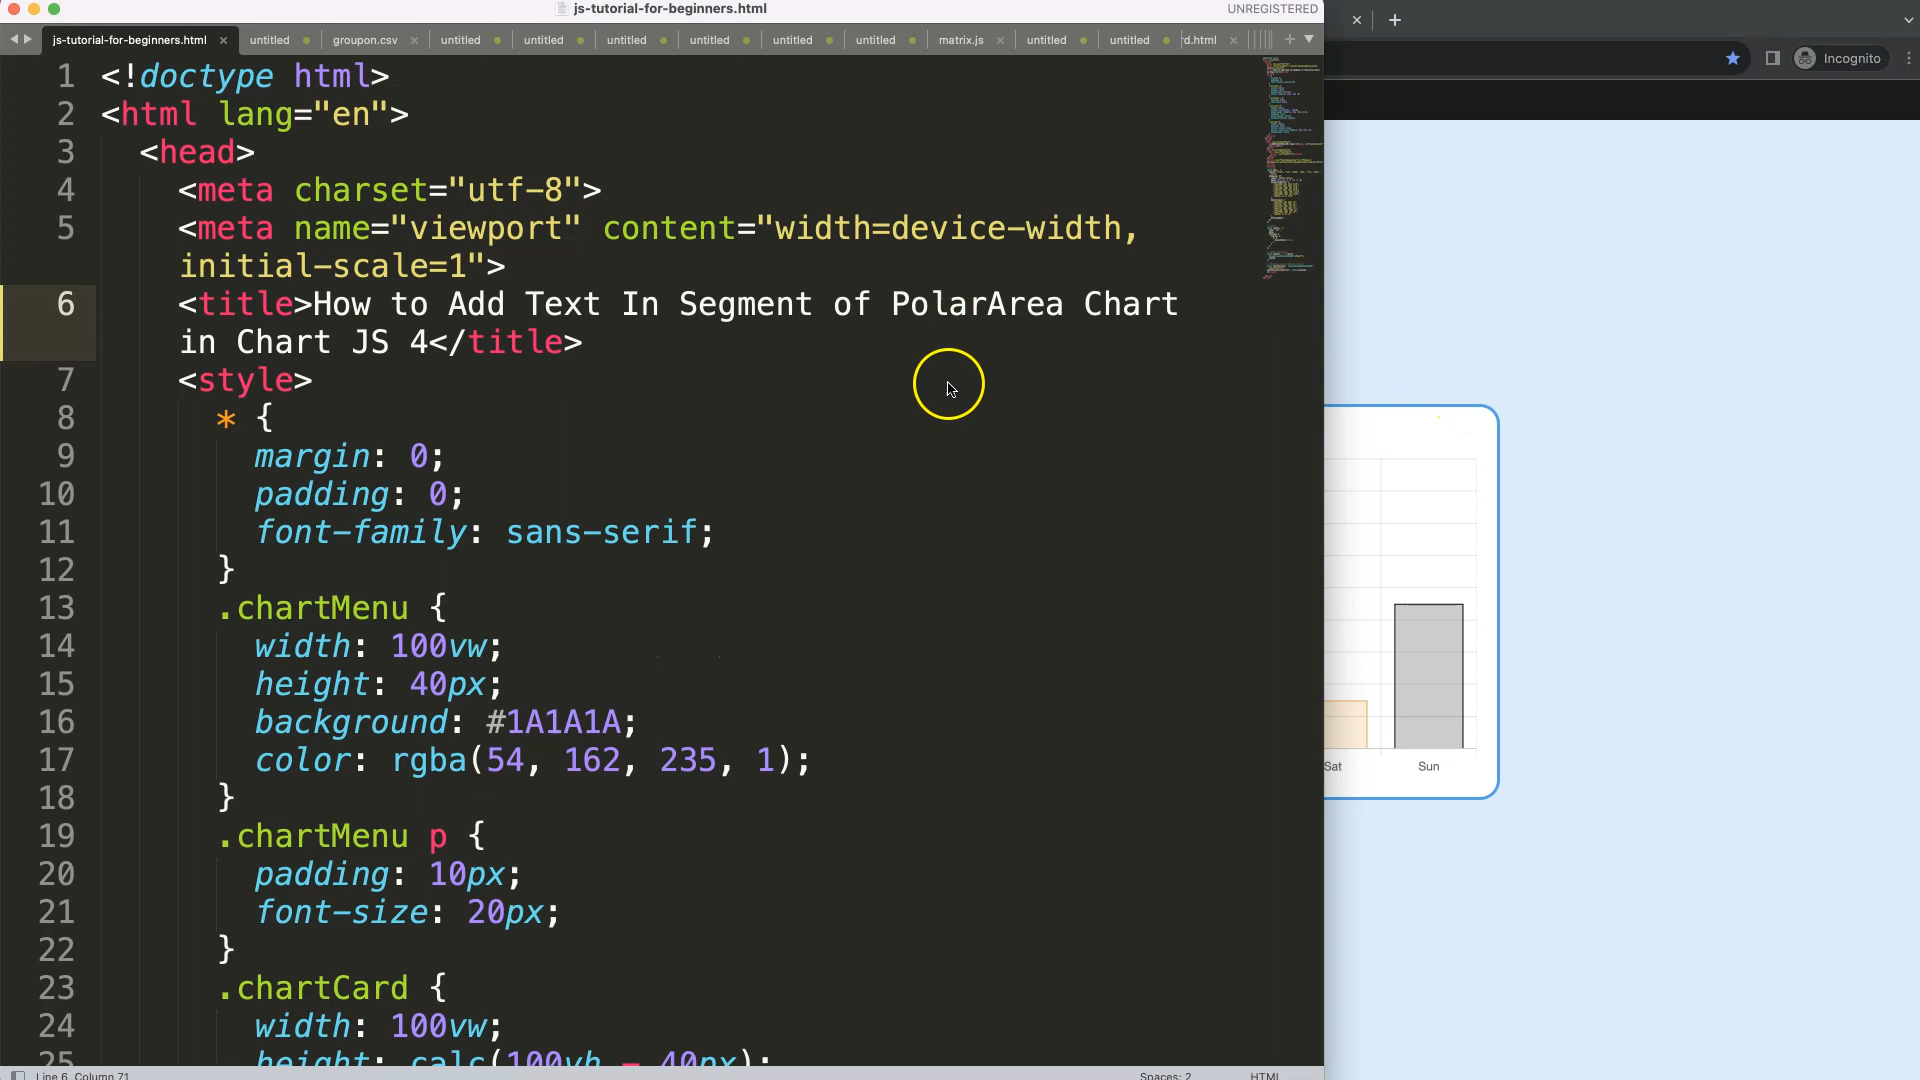 js-tutorial-for-beginners.html
UNREGISTERED
js-tutorial-for-beginners.html untitled groupon.csv untitled untitled untitled untitled untitled untitled matrix.js untitled untitled rd.html
Incognito
1 <!doctype html>
2 <html lang="en">
3 <head>
4 <meta charset="utf-8">
5 <meta name="viewport" content="width=device-width,
initial-scale=1">
6 <title>How to Add Text In Segment of PolarArea Chart
in Chart JS 4</title>
7 <style>
8 * {
9 margin: 0;
10 padding: 0;
11 font-family: sans-serif;
12 }
13 .chartMenu {
14 width: 100vw;
15 height: 40px;
16 background: #1A1A1A;
17 color: rgba(54, 162, 235, 1);
18 }
19 .chartMenu p {
20 padding: 10px;
21 font-size: 20px;
22 }
23 .chartCard {
24 width: 100vw;
25 height: calc(100vh - 40px);
Sat Sun
Line 6, Column 71
Spaces: 2
HTML